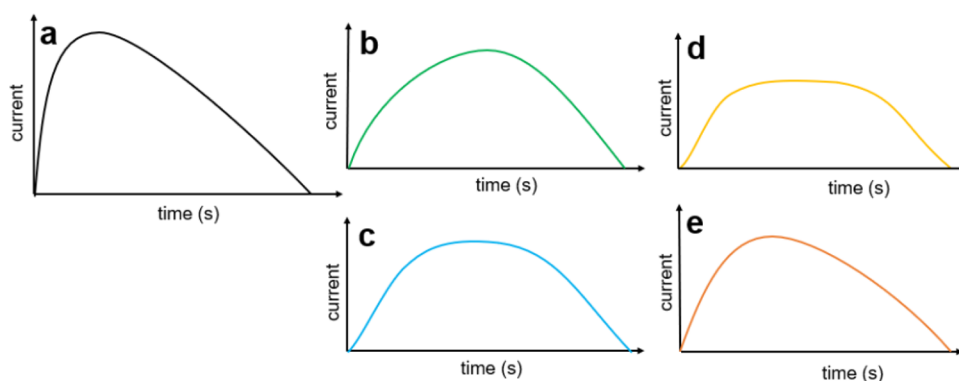 a
current
time (s)
b
current
time (s)
d
current
time (s)
c
current
time (s)
e
current
time (s)